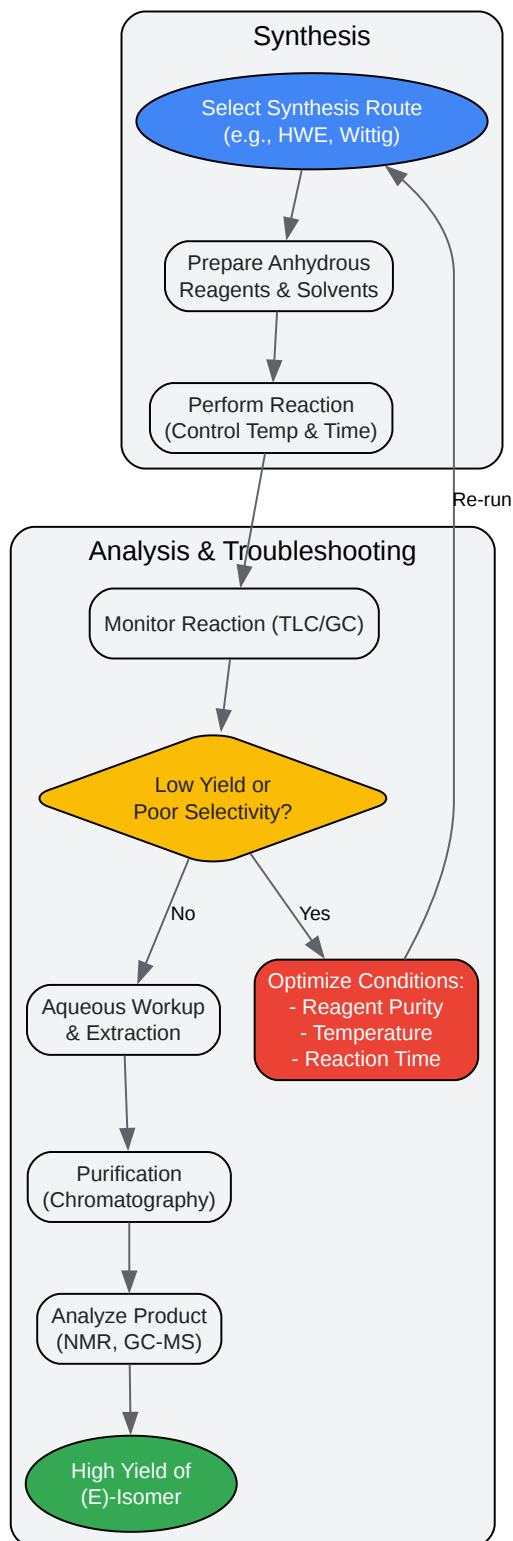 Synthesis
Select Synthesis Route
(e.g., HWE, Wittig)
Prepare Anhydrous
Reagents & Solvents
Perform Reaction
(Control Temp & Time)
Re-run
Analysis & Troubleshooting
Monitor Reaction (TLC/GC)
Low Yield or
Poor Selectivity?
No
Yes
Aqueous Workup
& Extraction
Optimize Conditions:
- Reagent Purity
- Temperature
- Reaction Time
Purification
(Chromatography)
Analyze Product
(NMR, GC-MS)
High Yield of
(E)-Isomer